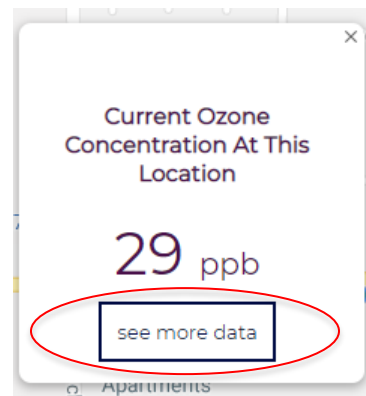 Current Ozone
Concentration At This
Location
29 ppb
see more data
Apartments